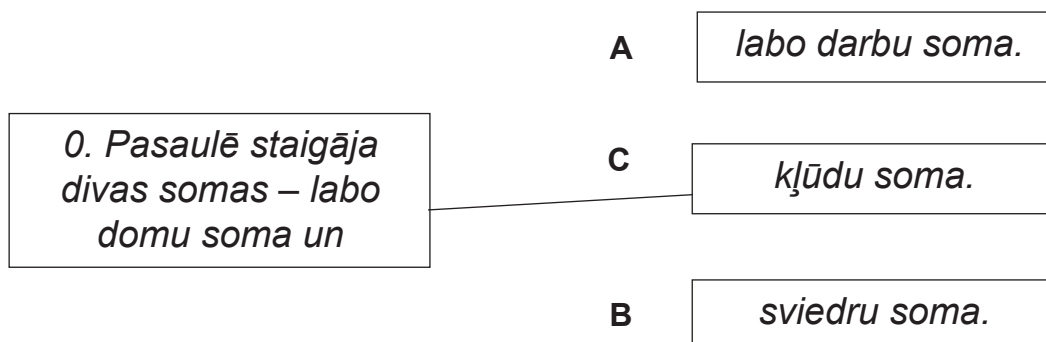 A
labo darbu soma.
0. Pasaulē staigāja
divas somas – labo
domu soma un
C
kļūdu soma.
B
sviedru soma.